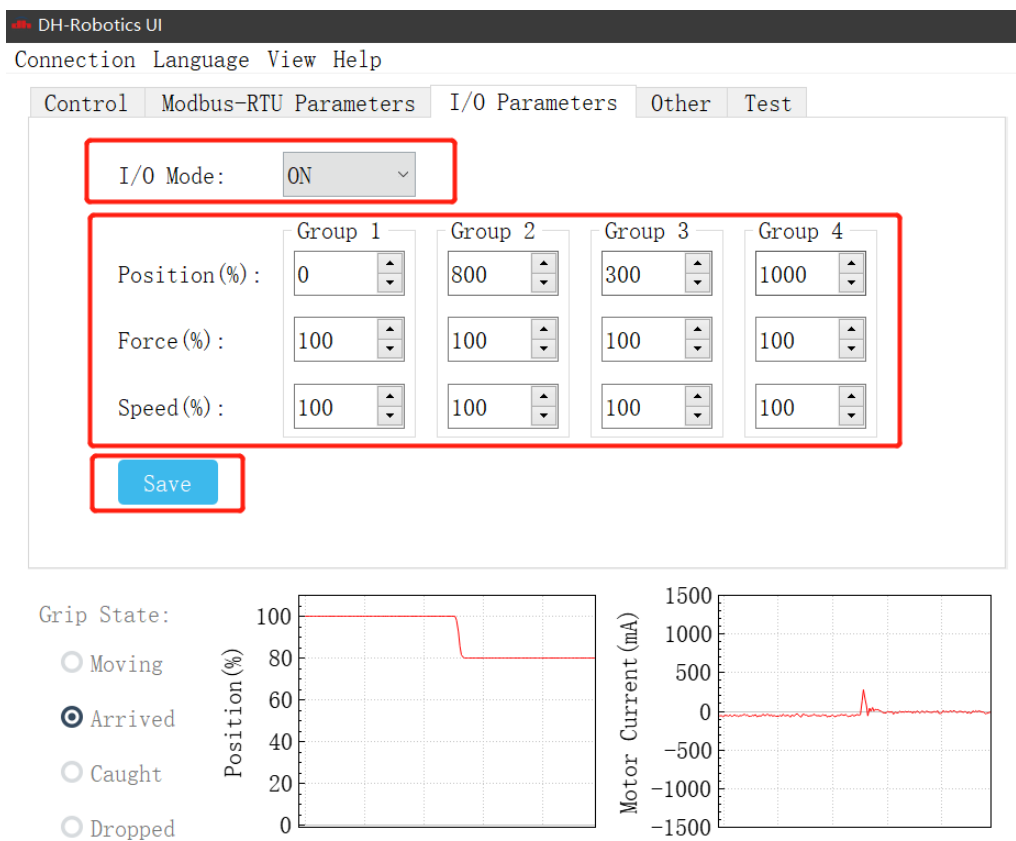 DH-Robotics UI
Connection Language View Help
Control Modbus-RTU Parameters I/O Parameters Other Test
I/O Mode: ON
Group 1 Group 2 Group 3 Group 4
Position(%): 0 800 300 1000
Force(%): 100 100 100 100
Speed(%): 100 100 100 100
Save
Grip State:
Moving
Arrived
Caught
Dropped
Position(%)
100
80
60
40
20
0
Motor Current(mA)
1500
1000
500
0
-500
-1000
-1500